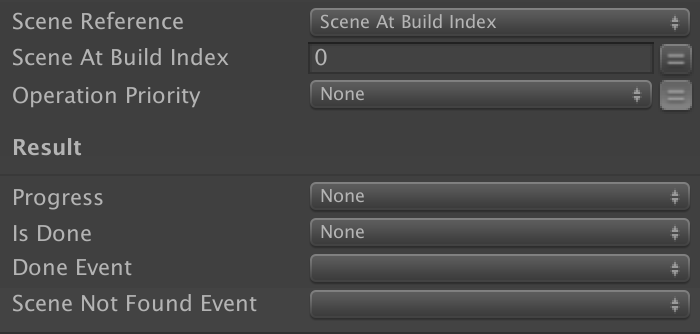 Scene Reference Scene At Build Index
Scene At Build Index 0
Operation Priority None
Result
Progress None
Is Done None
Done Event
Scene Not Found Event